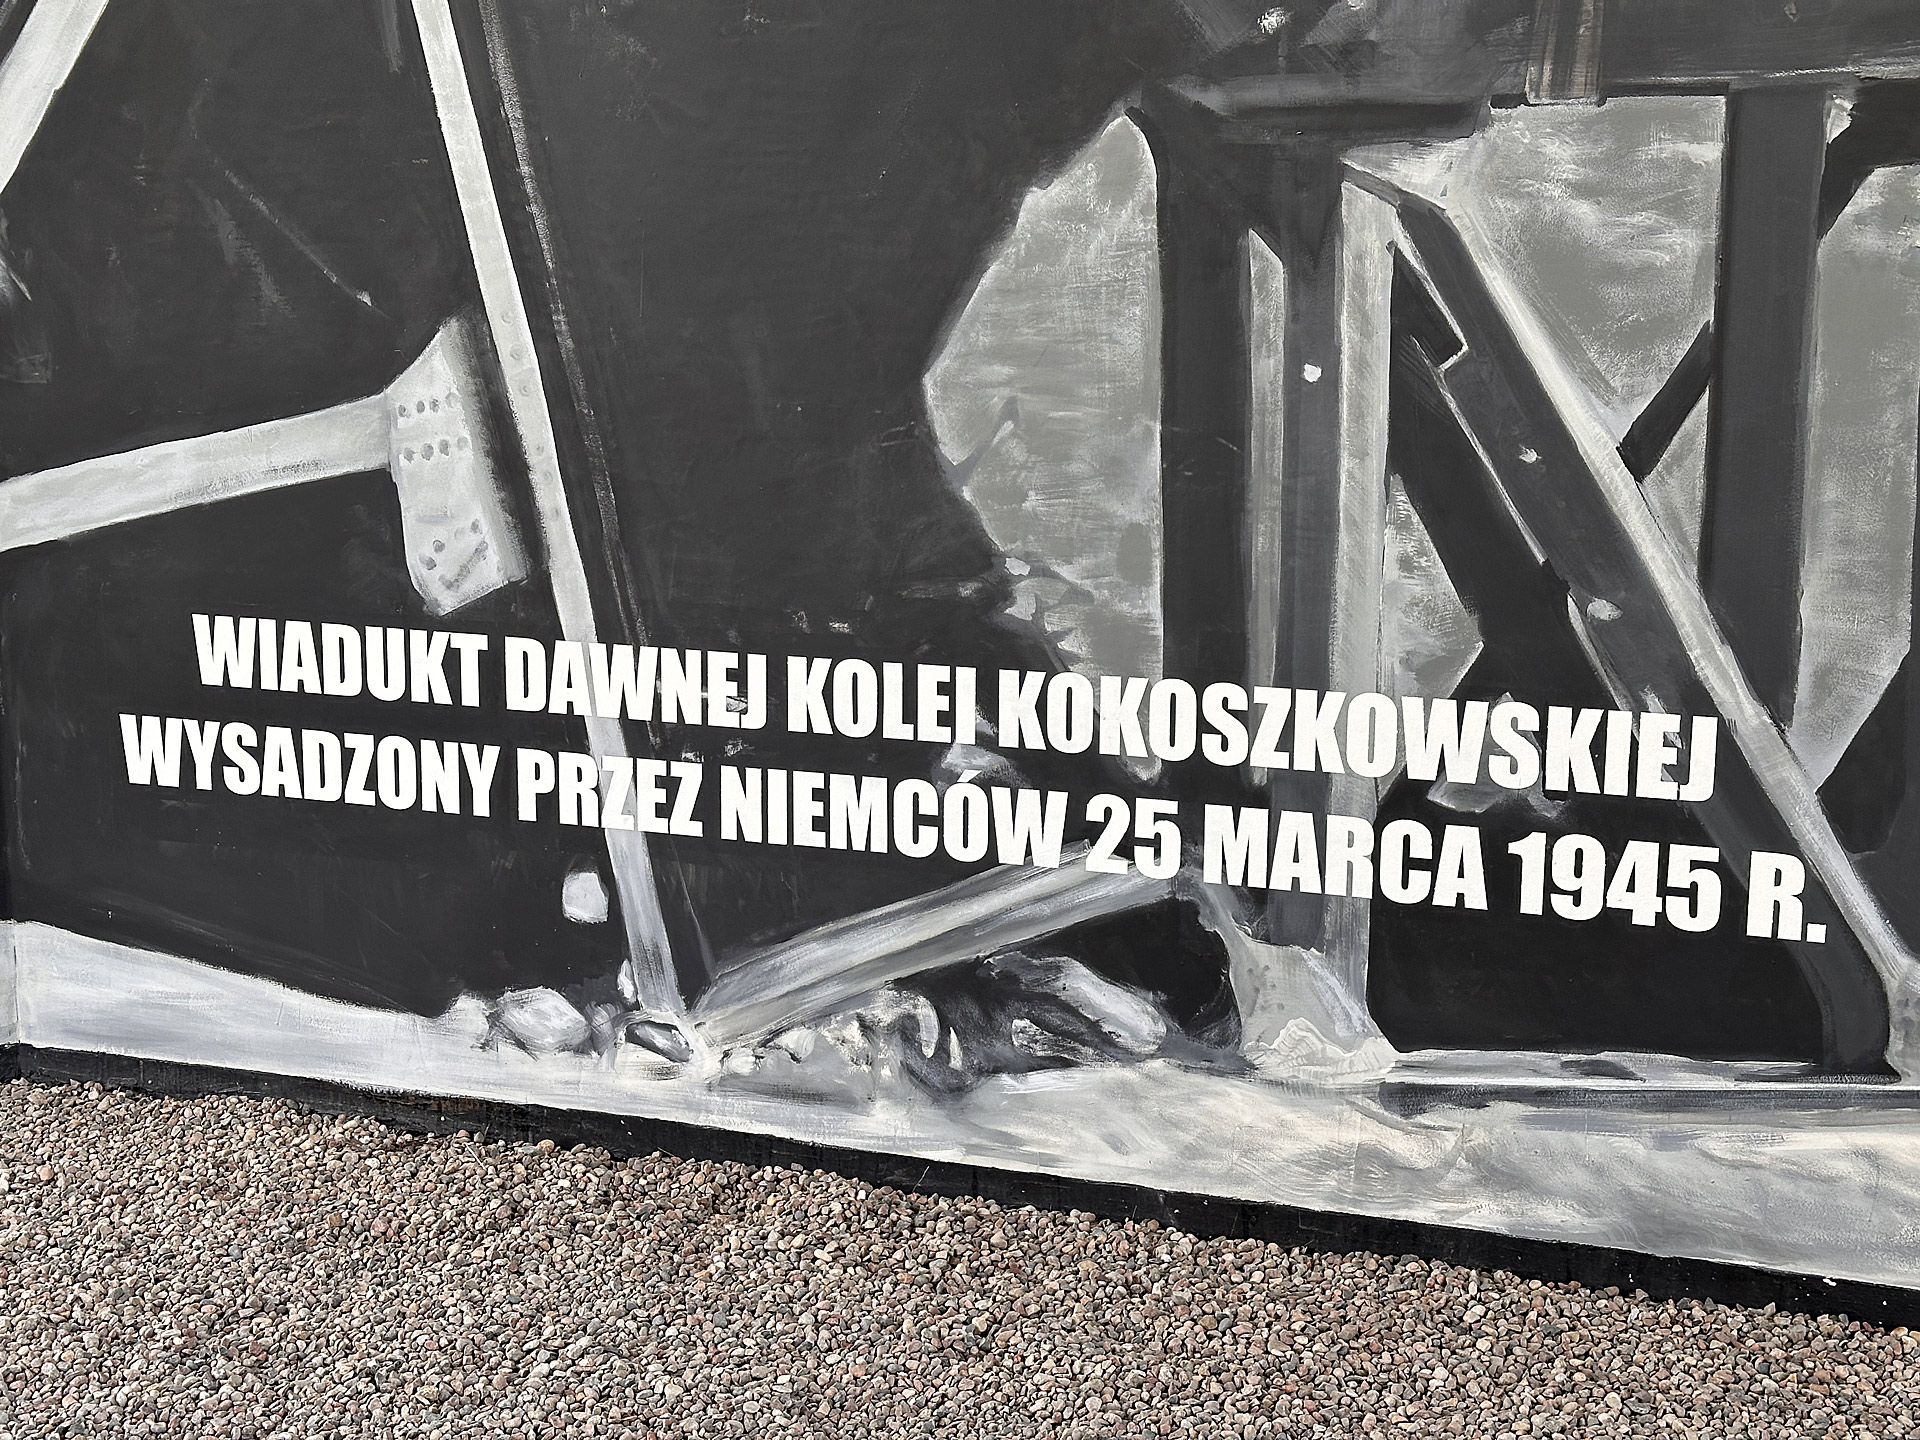 WIADUKT DAWNEJ KOLEI KOKOSZKOWSKIEJ
WYSADZONY PRZEZ NIEMCÓW 25 MARCA 1945 R.